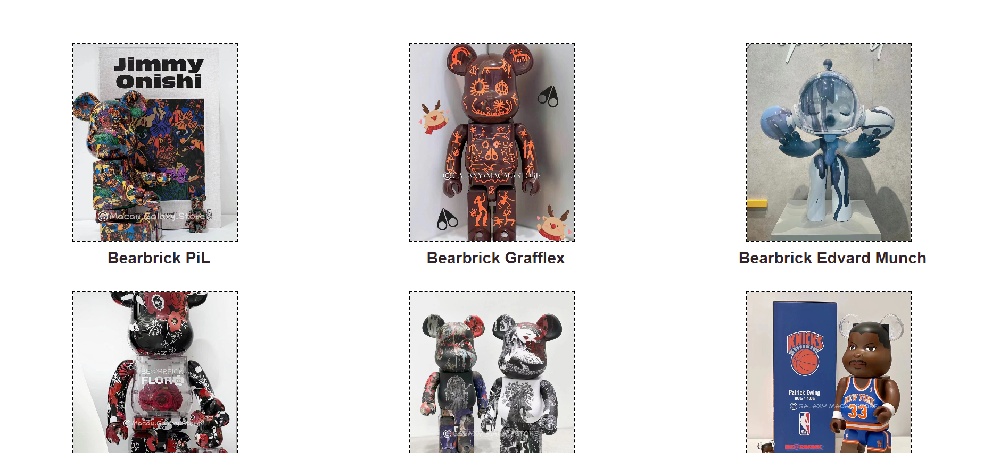 Jimmy
Onishi
©Macau.Galaxy.Store
©GALAXY•MACAU•STORE
Bearbrick PiL
Bearbrick Grafflex
Bearbrick Edvard Munch
BE@RBRICK
FLOR
©Macau.Galaxy.Store
©GALAXY MACAU STORE
KNICKS
Patrick Ewing
100% & 400%
NBA
BE@RBRICK
NEW YORK
33
©GALAXY MACAU STORE